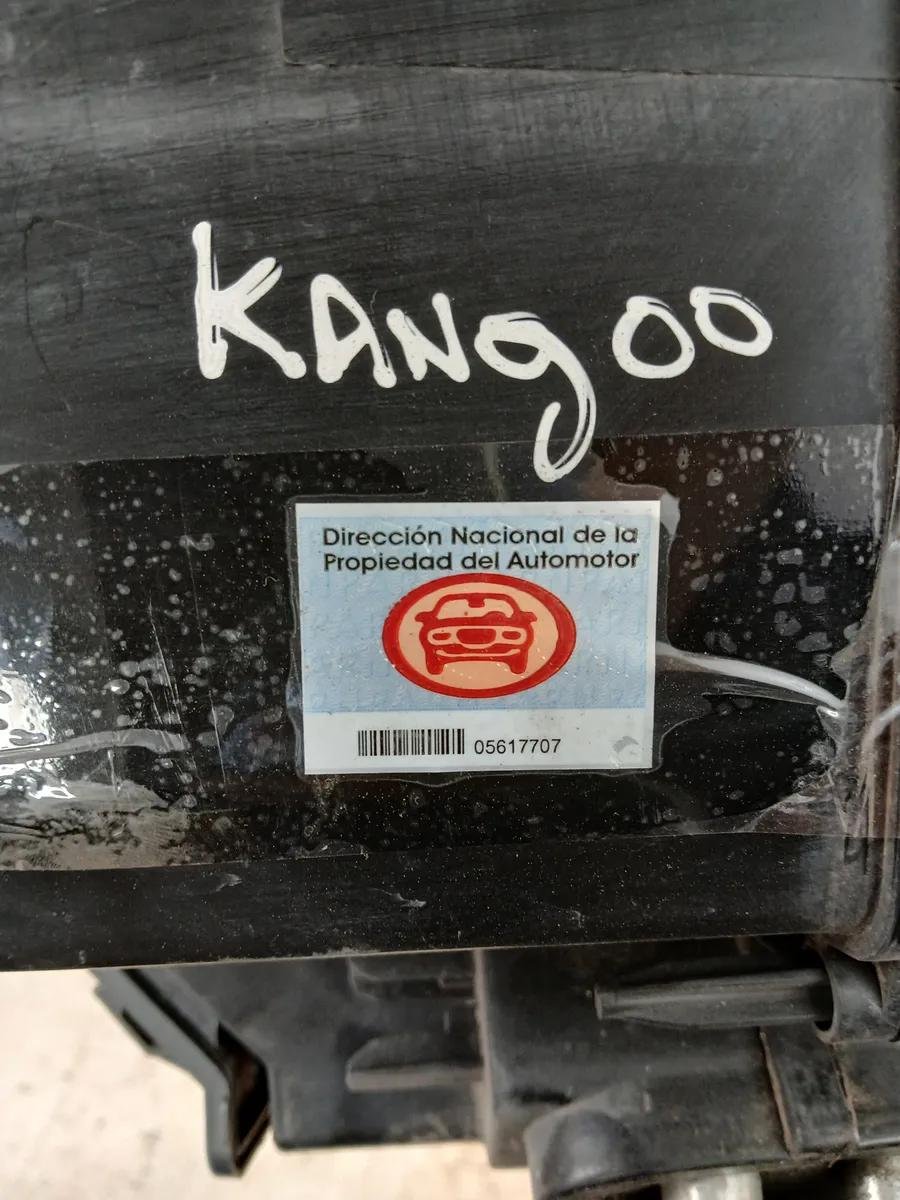 KANgoo
Dirección Nacional de la
Propiedad del Automotor
05617707